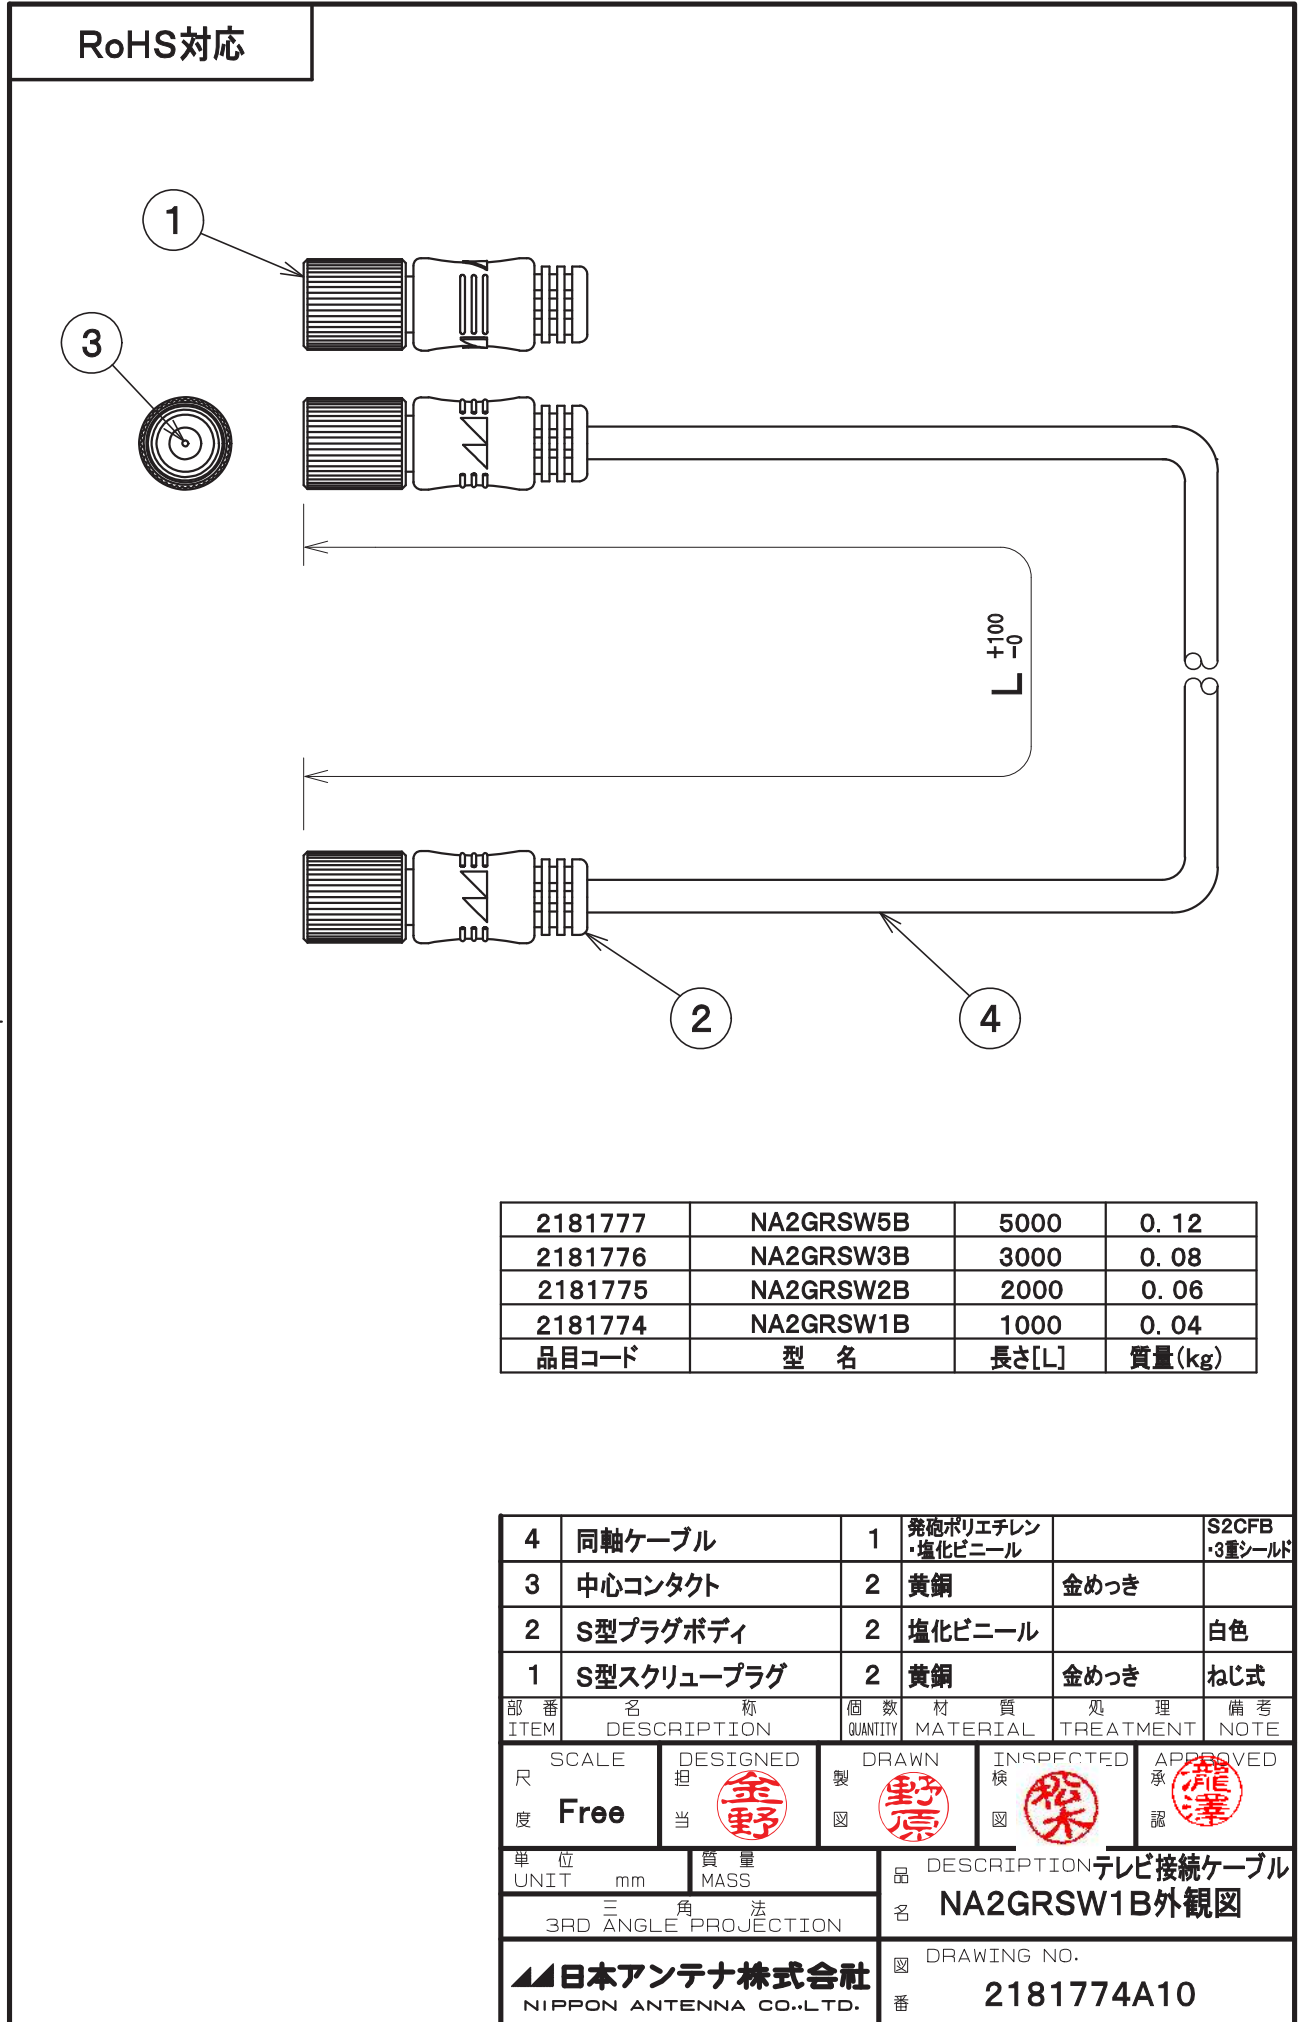 RoHS対応
1
3
L +100 -0
2
4
2181777 NA2GRSW5B 5000 0. 12
2181776 NA2GRSW3B 3000 0. 08
2181775 NA2GRSW2B 2000 0. 06
2181774 NA2GRSW1B 1000 0. 04
品目コード 型 名 長さ[L] 質量(kg)
4 同軸ケーブル 1 発砲ポリエチレン・塩化ビニール S2CFB・3重シールド
3 中心コンタクト 2 黄銅 金めっき
2 S型プラグボディ 2 塩化ビニール 白色
1 S型スクリュープラグ 2 黄銅 金めっき ねじ式
部 番 名 称 個 数 材 質 処 理 備 考
ITEM DESCRIPTION QUANTITY MATERIAL TREATMENT NOTE
SCALE DESIGNED DRAWN INSPECTED APPROVED
尺度 Free 担当 金野 製図 野原 検図 松木 承認 瀧澤
単 位 質 量
UNIT mm MASS
三 角 法
3RD ANGLE PROJECTION
品名 DESCRIPTION テレビ接続ケーブル
NA2GRSW1B外観図
日本アンテナ株式会社
NIPPON ANTENNA CO.,LTD.
図番 DRAWING NO.
2181774A10